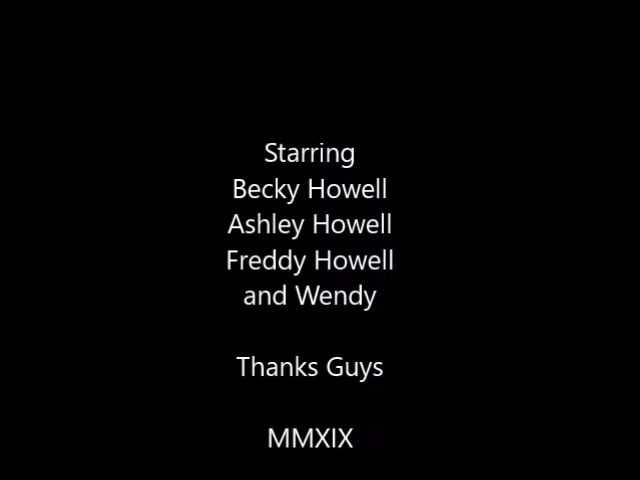 Starring
Becky Howell
Ashley Howell
Freddy Howell
and Wendy
Thanks Guys
MMXIX